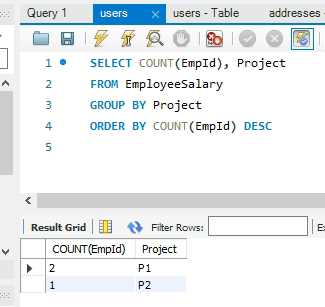 Query 1
users
users - Table
addresses -
1
SELECT COUNT(EmpId), Project
2
FROM EmployeeSalary
3
GROUP BY Project
4
ORDER BY COUNT(EmpId) DESC
5
Result Grid
Filter Rows:
COUNT(EmpId) Project
2 P1
1 P2